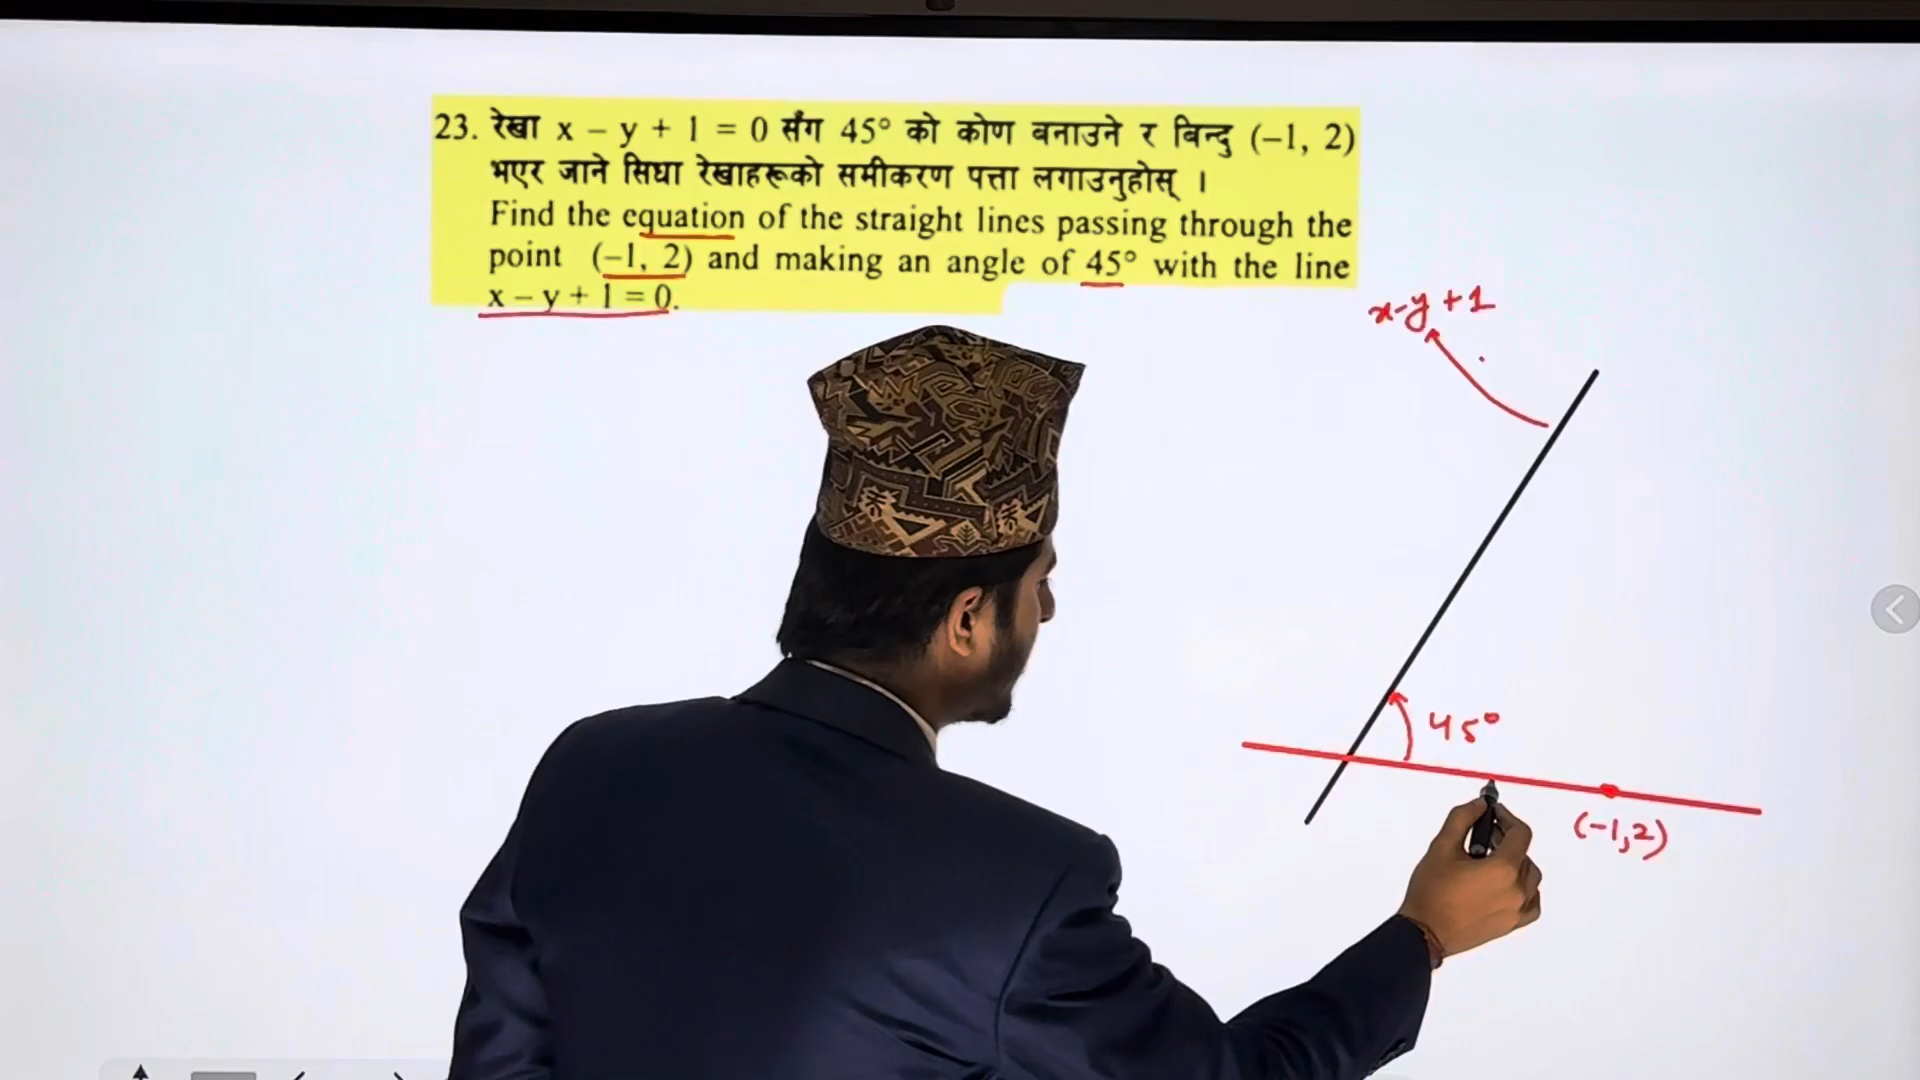 23. रेखा x – y + 1 = 0 सँग 45° को कोण बनाउने र बिन्दु (–1, 2)
भएर जाने सिधा रेखाहरूको समीकरण पत्ता लगाउनुहोस् ।
Find the equation of the straight lines passing through the
point (–1, 2) and making an angle of 45° with the line
x – y + 1 = 0.
x-y+1
45°
(-1,2)